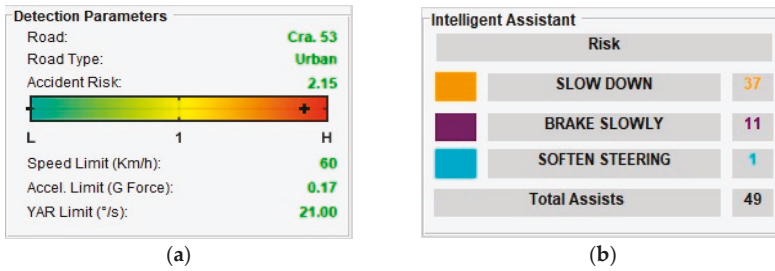 Detection Parameters
Road: Cra. 53
Road Type: Urban
Accident Risk: 2.15
L 1 H
Speed Limit (Km/h): 60
Accel. Limit (G Force): 0.17
YAR Limit (°/s): 21.00
(a)
Intelligent Assistant
Risk
SLOW DOWN 37
BRAKE SLOWLY 11
SOFTEN STEERING 1
Total Assists 49
(b)